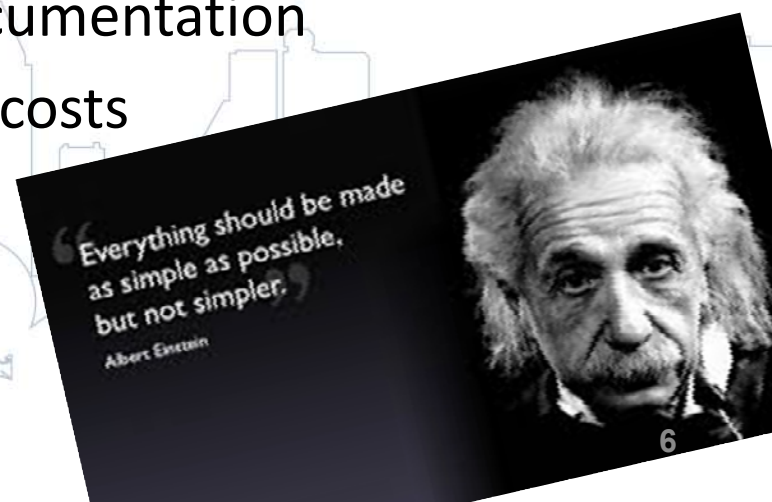 cumentation
costs
“Everything should be made
as simple as possible,
but not simpler.”
Albert Einstein
6